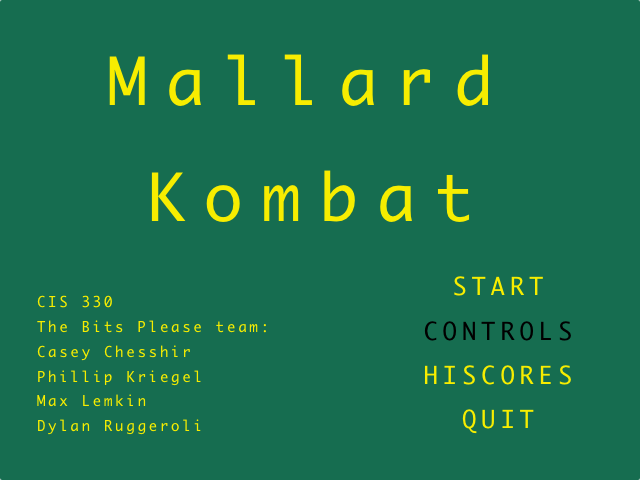 Mallard
Kombat
CIS 330
The Bits Please team:
Casey Chesshir
Phillip Kriegel
Max Lemkin
Dylan Ruggeroli
START
CONTROLS
HISCORES
QUIT